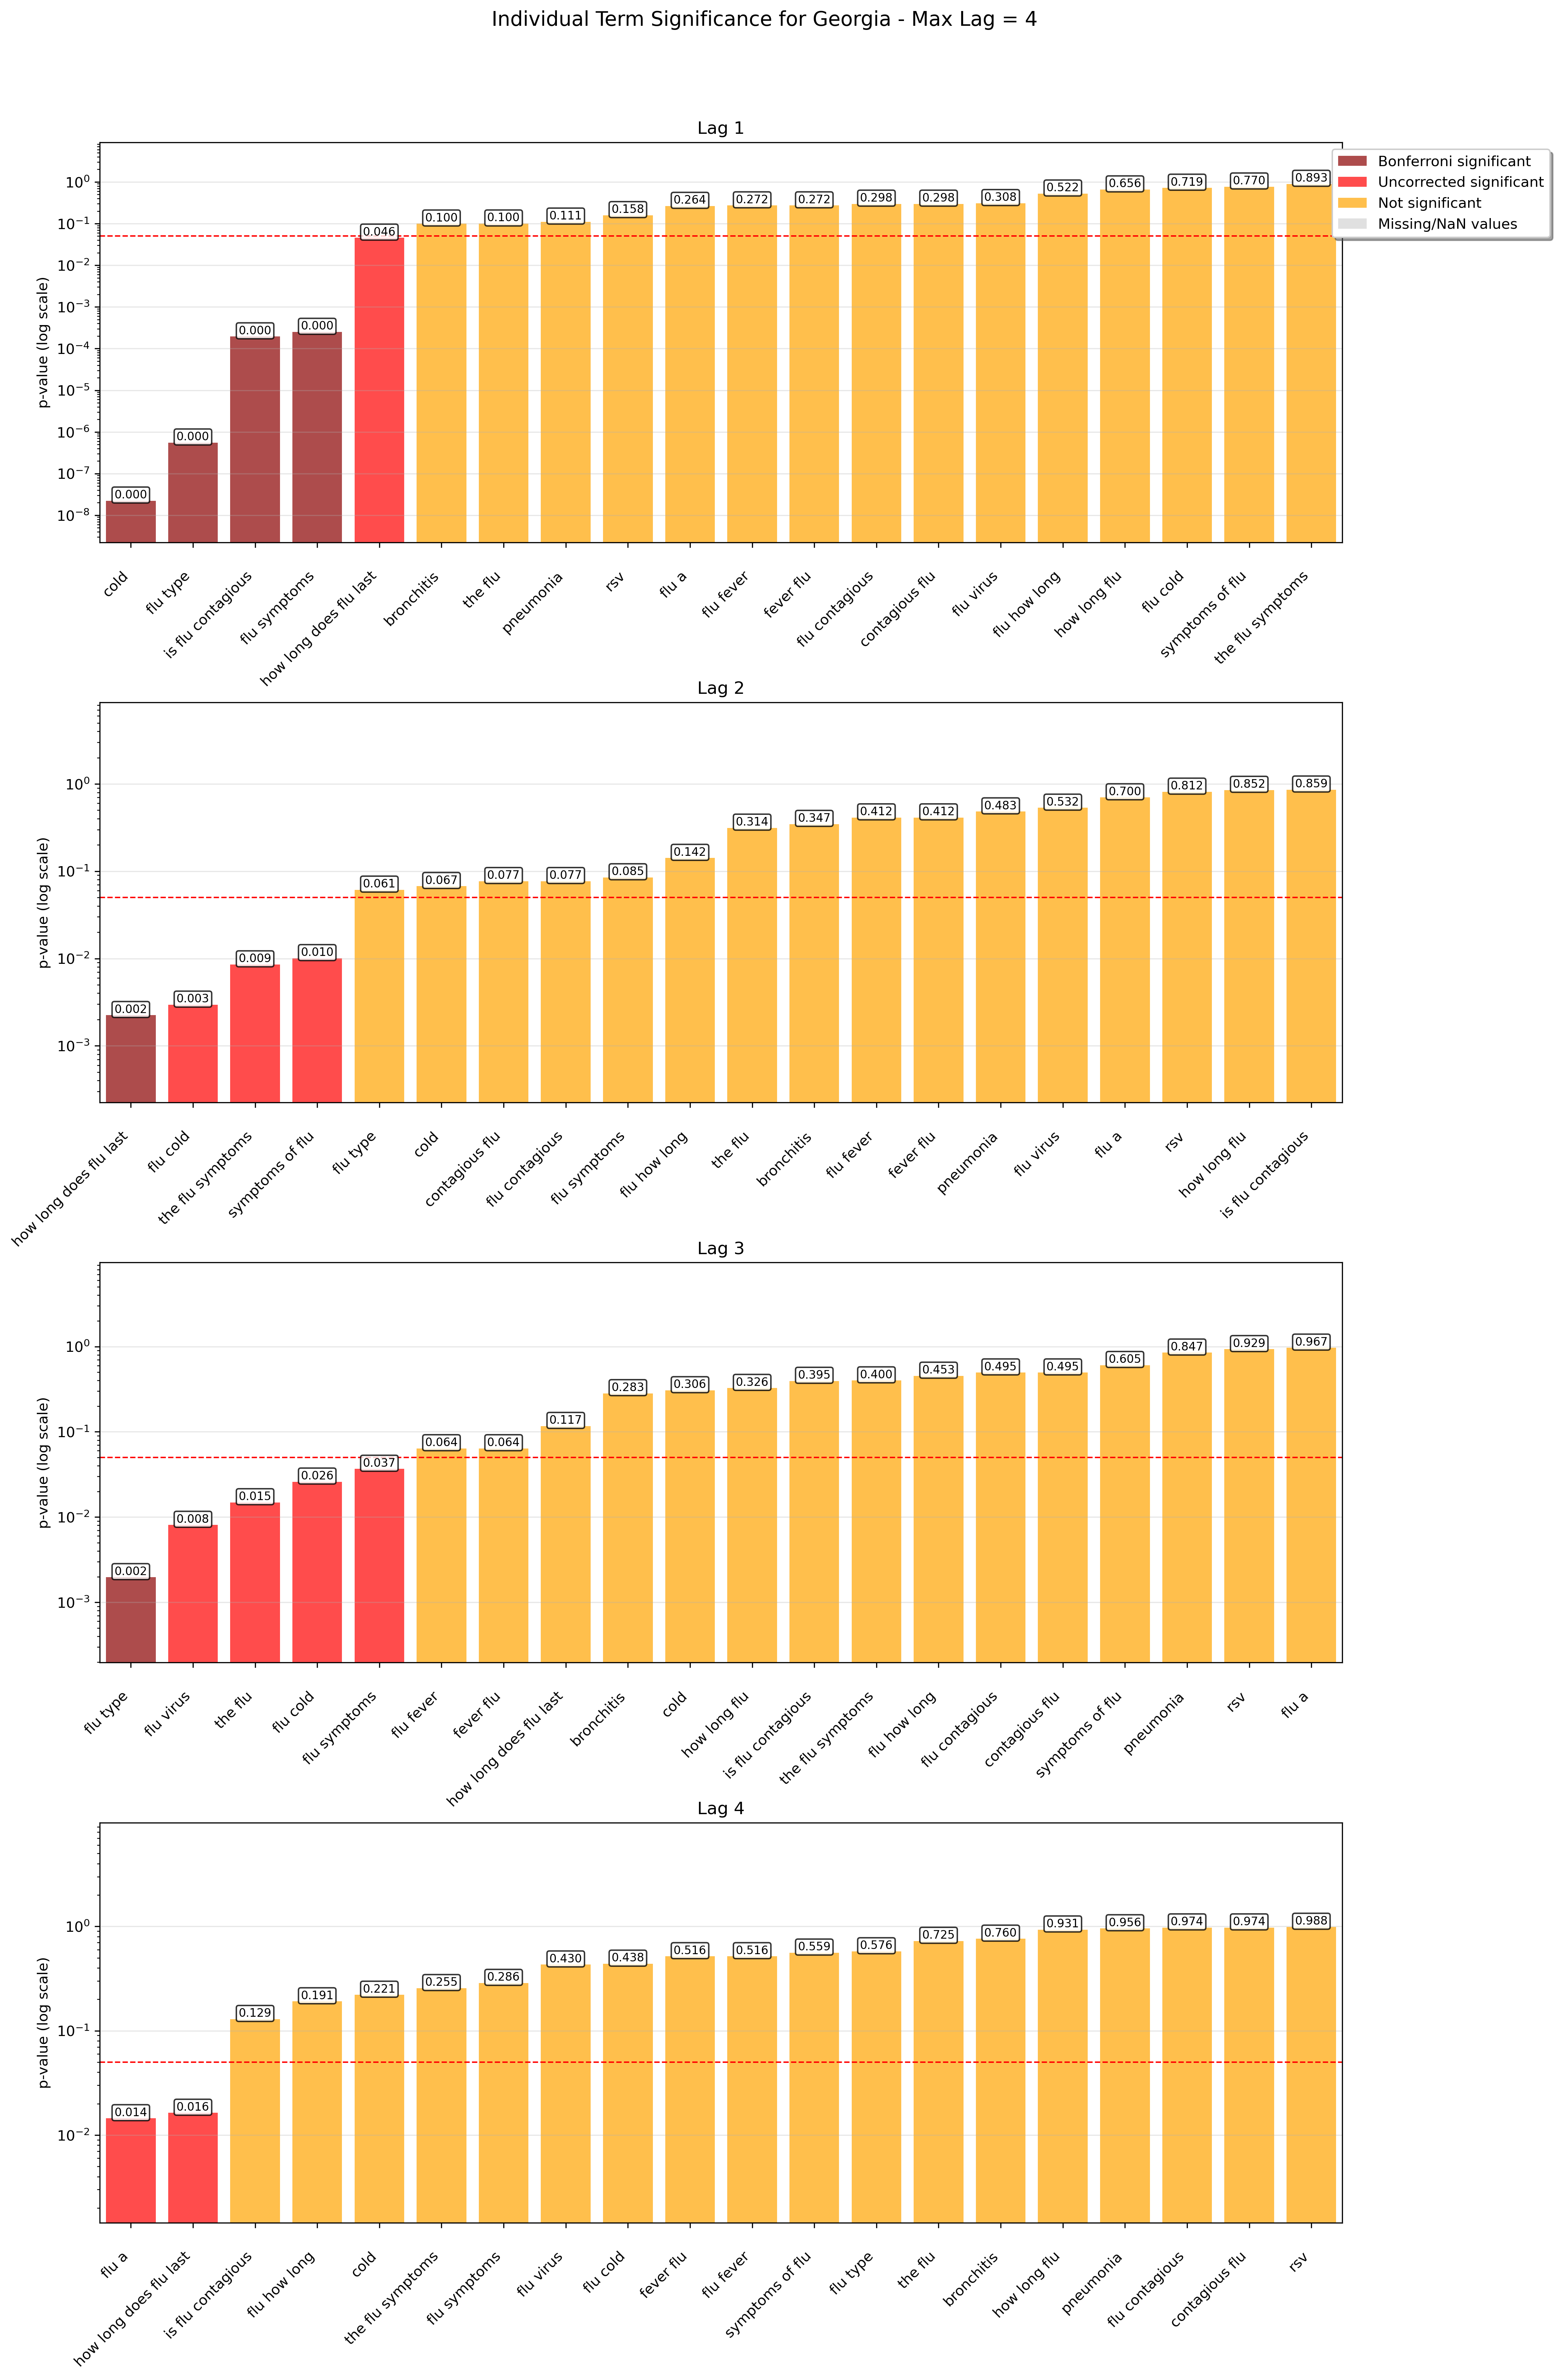 Individual Term Significance for Georgia - Max Lag = 4
Lag 1
Bonferroni significant
Uncorrected significant
Not significant
Missing/NaN values
p-value (log scale)
10⁰
10⁻¹
10⁻²
10⁻³
10⁻⁴
10⁻⁵
10⁻⁶
10⁻⁷
10⁻⁸
0.000 0.000 0.000 0.000 0.046 0.100 0.100 0.111 0.158 0.264 0.272 0.272 0.298 0.298 0.308 0.522 0.656 0.719 0.770 0.893
cold
flu type
is flu contagious
flu symptoms
how long does flu last
bronchitis
the flu
pneumonia
rsv
flu a
flu fever
fever flu
flu contagious
contagious flu
flu virus
flu how long
how long flu
flu cold
symptoms of flu
the flu symptoms
Lag 2
p-value (log scale)
10⁰
10⁻¹
10⁻²
10⁻³
0.002 0.003 0.009 0.010 0.061 0.067 0.077 0.077 0.085 0.142 0.314 0.347 0.412 0.412 0.483 0.532 0.700 0.812 0.852 0.859
how long does flu last
flu cold
the flu symptoms
symptoms of flu
flu type
cold
contagious flu
flu contagious
flu symptoms
flu how long
the flu
bronchitis
flu fever
fever flu
pneumonia
flu virus
flu a
rsv
how long flu
is flu contagious
Lag 3
p-value (log scale)
10⁰
10⁻¹
10⁻²
10⁻³
0.002 0.008 0.015 0.026 0.037 0.064 0.064 0.117 0.283 0.306 0.326 0.395 0.400 0.453 0.495 0.495 0.605 0.847 0.929 0.967
flu type
flu virus
the flu
flu cold
flu symptoms
flu fever
fever flu
how long does flu last
bronchitis
cold
how long flu
is flu contagious
the flu symptoms
flu how long
flu contagious
contagious flu
symptoms of flu
pneumonia
rsv
flu a
Lag 4
p-value (log scale)
10⁰
10⁻¹
10⁻²
0.014 0.016 0.129 0.191 0.221 0.255 0.286 0.430 0.438 0.516 0.516 0.559 0.576 0.725 0.760 0.931 0.956 0.974 0.974 0.988
flu a
how long does flu last
is flu contagious
flu how long
cold
the flu symptoms
flu symptoms
flu virus
flu cold
fever flu
flu fever
symptoms of flu
flu type
the flu
bronchitis
how long flu
pneumonia
flu contagious
contagious flu
rsv